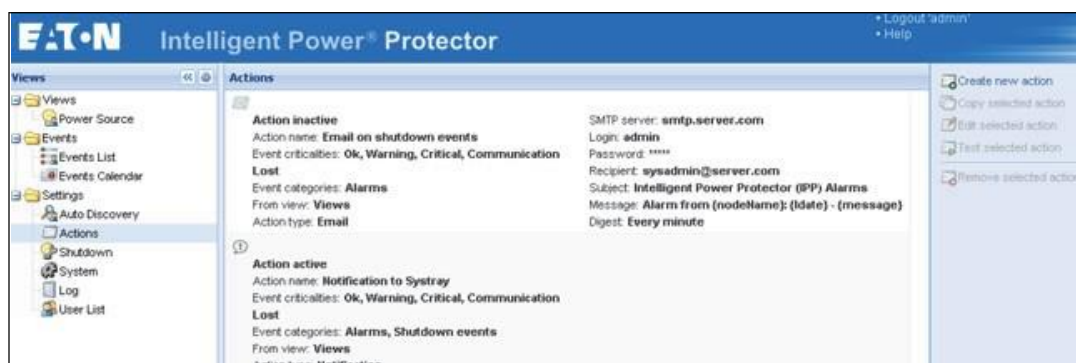 EATON Intelligent Power® Protector
• Logout 'admin'
• Help
Views
Views
Power Source
Events
Events List
Events Calendar
Settings
Auto Discovery
Actions
Shutdown
System
Log
User List
Actions
Action inactive
Action name: Email on shutdown events
Event criticalities: Ok, Warning, Critical, Communication
Lost
Event categories: Alarms
From view: Views
Action type: Email
SMTP server: smtp.server.com
Login: admin
Password: *****
Recipient: sysadmin@server.com
Subject: Intelligent Power Protector (IPP) Alarms
Message: Alarm from {nodeName}: {ldate} - {message}
Digest: Every minute
Action active
Action name: Notification to Systray
Event criticalities: Ok, Warning, Critical, Communication
Lost
Event categories: Alarms, Shutdown events
From view: Views
Action type: Notification
Create new action
Copy selected action
Edit selected action
Test selected action
Remove selected action